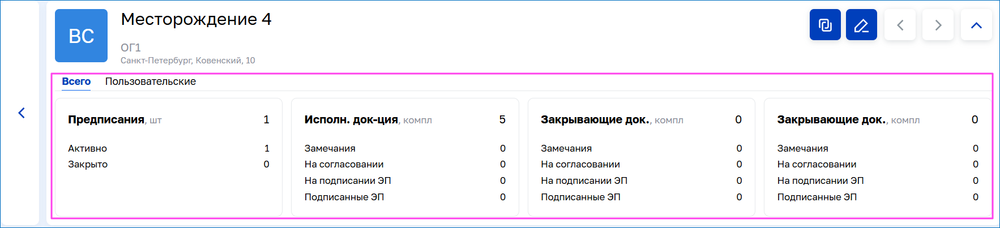 ВС
Месторождение 4
ОГ1
Санкт-Петербург, Ковенский, 10
Всего Пользовательские
Предписания, шт 1
Активно 1
Закрыто 0
Исполн. док-ция, компл 5
Замечания 0
На согласовании 0
На подписании ЭП 0
Подписанные ЭП 0
Закрывающие док., компл 0
Замечания 0
На согласовании 0
На подписании ЭП 0
Подписанные ЭП 0
Закрывающие док., компл 0
Замечания 0
На согласовании 0
На подписании ЭП 0
Подписанные ЭП 0